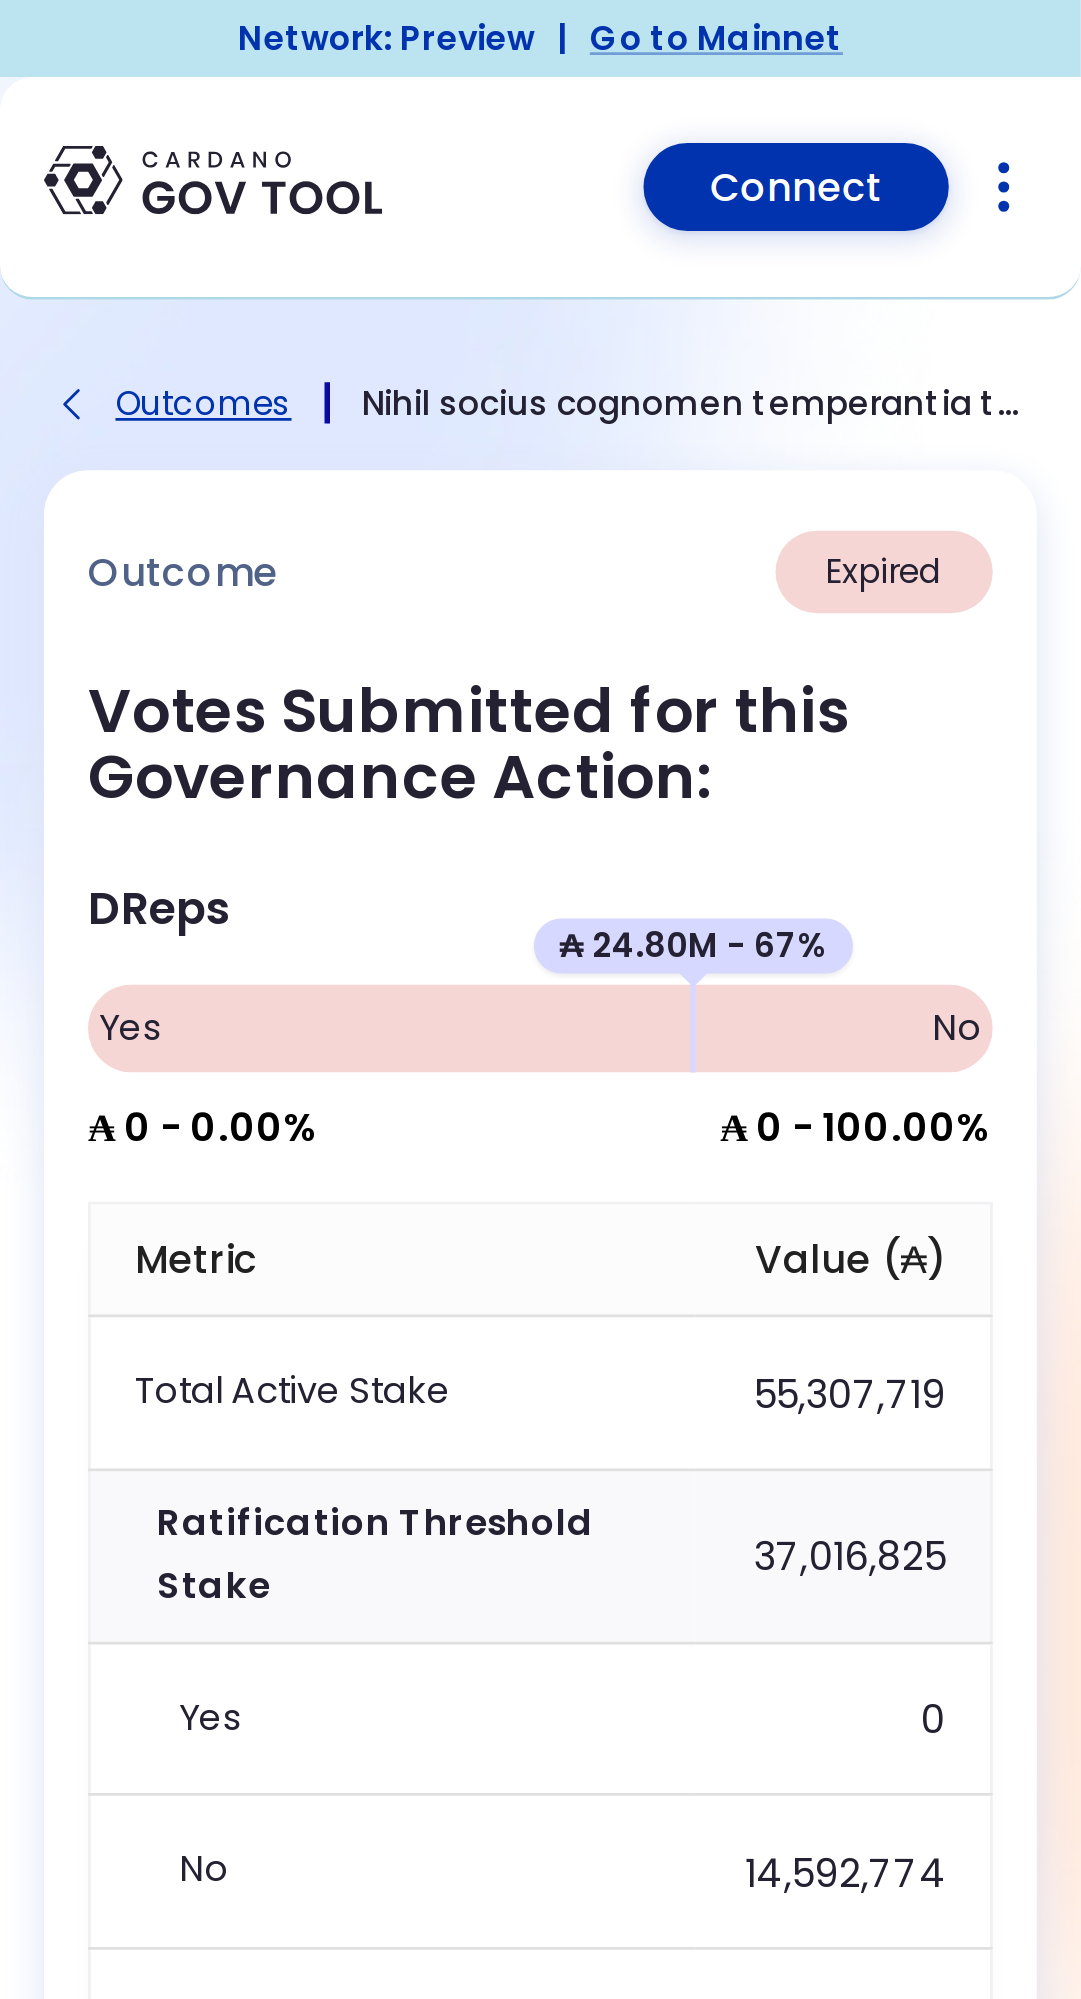 Network: Preview | Go to Mainnet
CARDANO
GOV TOOL
Connect
Outcomes | Nihil socius cognomen temperantia t...
Outcome
Expired
Votes Submitted for this
Governance Action:
DReps
₳ 24.80M - 67%
Yes No
₳ 0 - 0.00% ₳ 0 - 100.00%
Metric Value (₳)
Total Active Stake 55,307,719
Ratification Threshold
Stake 37,016,825
Yes 0
No 14,592,774